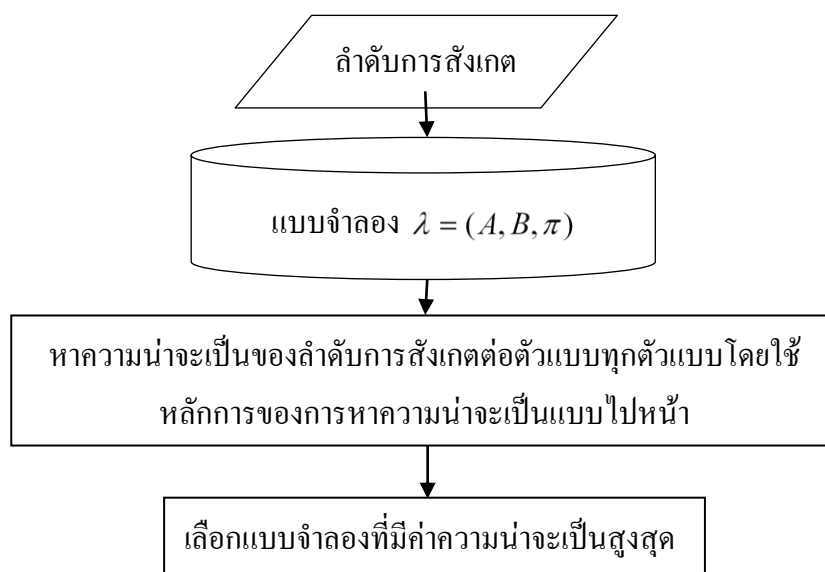 ลำดับการสังเกต
แบบจำลอง λ = (A, B, π)
หาความน่าจะเป็นของลำดับการสังเกตต่อตัวแบบทุกตัวแบบโดยใช้
หลักการของการหาความน่าจะเป็นแบบไปหน้า
เลือกแบบจำลองที่มีค่าความน่าจะเป็นสูงสุด